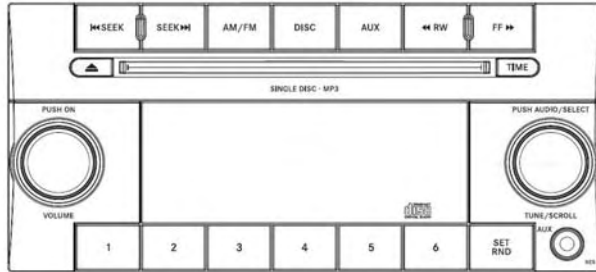 SEEK SEEK AM/FM DISC AUX RW FF
TIME
SINGLE DISC · MP3
PUSH ON PUSH AUDIO/SELECT
disc
VOLUME TUNE/SCROLL
AUX
1 2 3 4 5 6 SET
RND